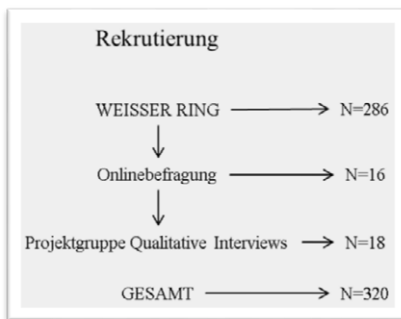 Rekrutierung
WEISSER RING N=286
Onlinebefragung N=16
Projektgruppe Qualitative Interviews N=18
GESAMT N=320